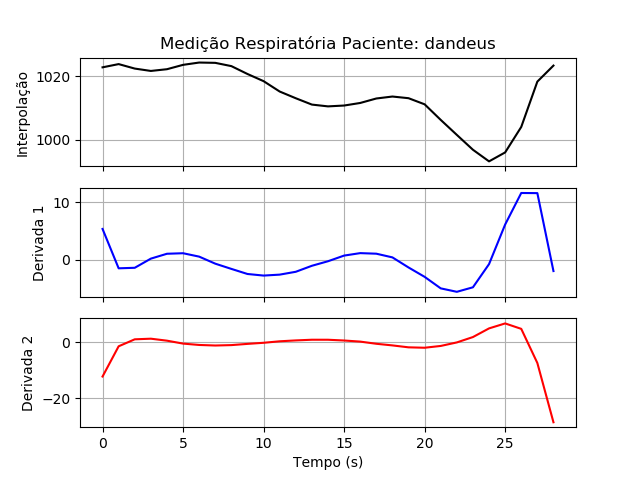 Medição Respiratória Paciente: dandeus
Interpolação
1020
1000
Derivada 1
10
0
Derivada 2
0
−20
0 5 10 15 20 25
Tempo (s)